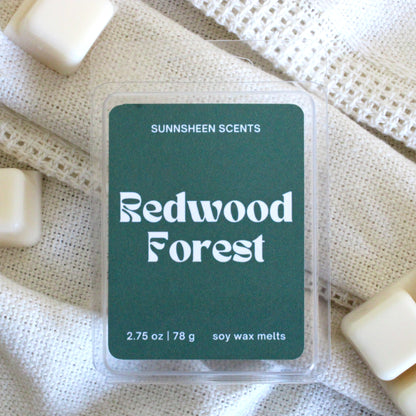 SUNNSHEEN SCENTS
Redwood
Forest
2.75 oz | 78 g soy wax melts